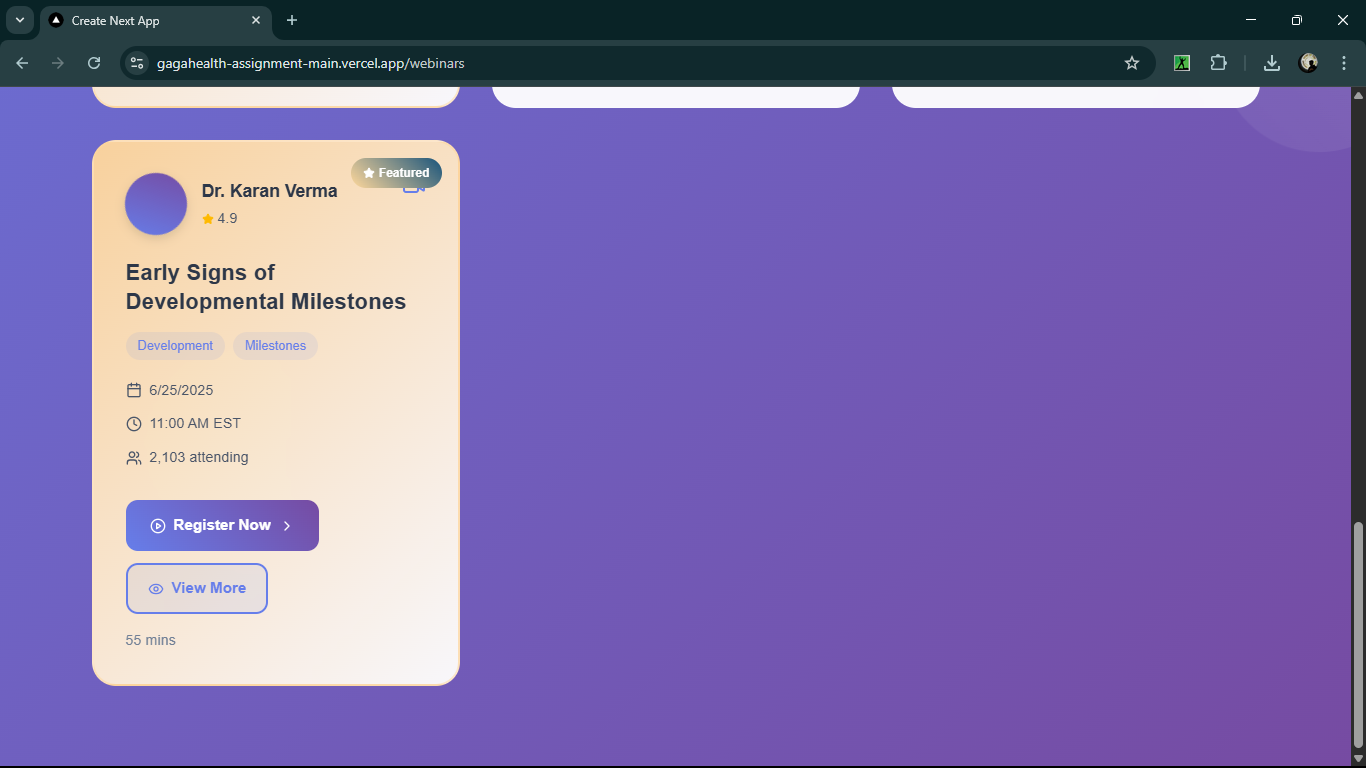 Create Next App
gagahealth-assignment-main.vercel.app/webinars
Featured
Dr. Karan Verma
4.9
Early Signs of
Developmental Milestones
Development Milestones
6/25/2025
11:00 AM EST
2,103 attending
Register Now
View More
55 mins